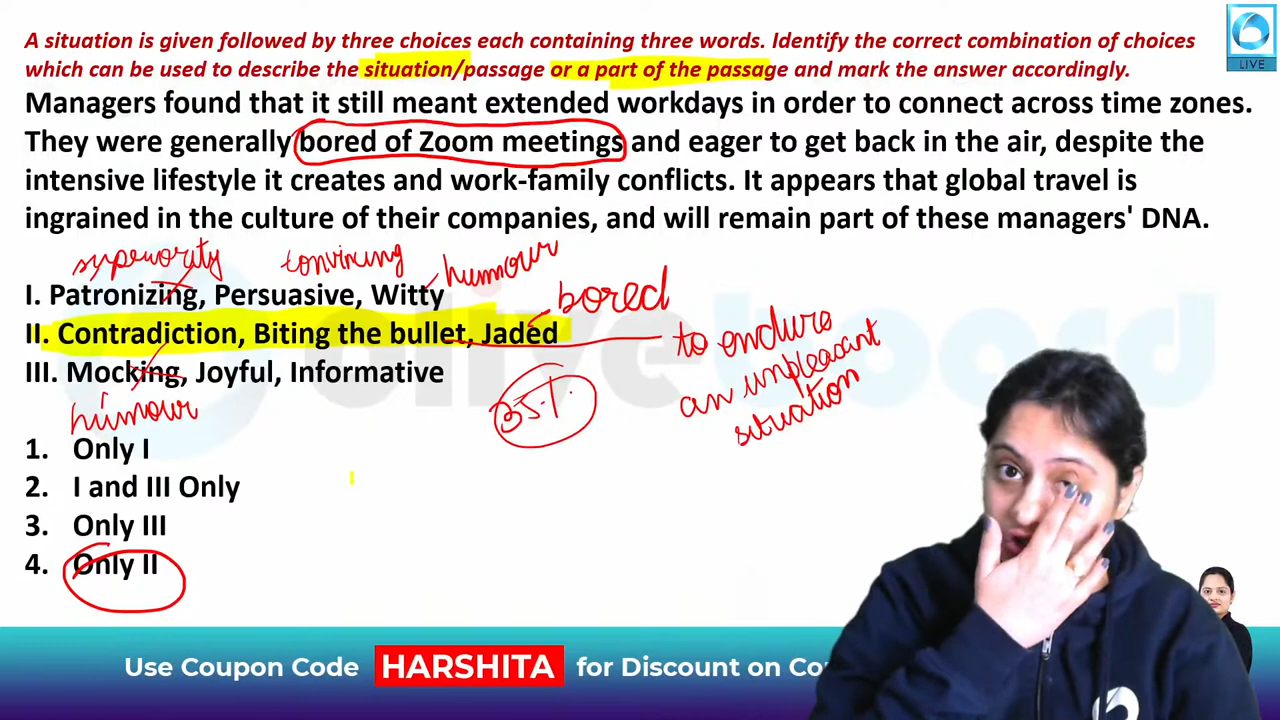 A situation is given followed by three choices each containing three words. Identify the correct combination of choices
which can be used to describe the situation/passage or a part of the passage and mark the answer accordingly.
LIVE
Managers found that it still meant extended workdays in order to connect across time zones.
They were generally bored of Zoom meetings and eager to get back in the air, despite the
intensive lifestyle it creates and work-family conflicts. It appears that global travel is
ingrained in the culture of their companies, and will remain part of these managers' DNA.
superiority convincing humour
I. Patronizing, Persuasive, Witty
bored
II. Contradiction, Biting the bullet, Jaded
to endure
an unpleasant
situation
III. Mocking, Joyful, Informative
humour
35-1.
1. Only I
2. I and III Only
3. Only III
4. Only II
Use Coupon Code HARSHITA for Discount on Cou